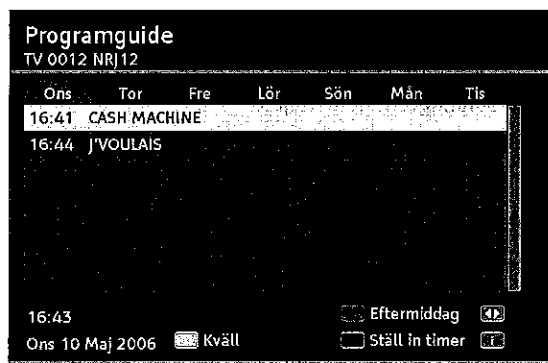 Programguide
TV 0012 NRJ12
Ons Tor Fre Lör Sön Mån Tis
16:41 CASH MACHINE
16:44 J'VOULAIS
16:43 Eftermiddag
Ons 10 Maj 2006 Kväll Ställ in timer